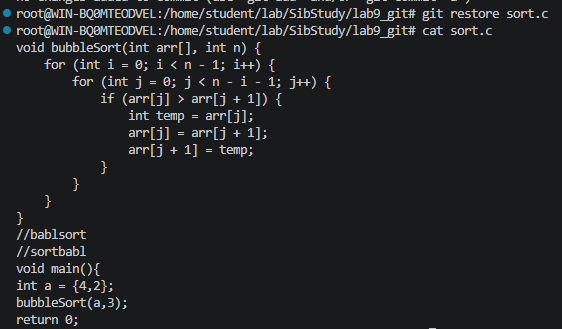 root@WIN-BQ0MTEODVEL:/home/student/lab/SibStudy/lab9_git# git restore sort.c
root@WIN-BQ0MTEODVEL:/home/student/lab/SibStudy/lab9_git# cat sort.c
void bubbleSort(int arr[], int n) {
    for (int i = 0; i < n - 1; i++) {
        for (int j = 0; j < n - i - 1; j++) {
            if (arr[j] > arr[j + 1]) {
                int temp = arr[j];
                arr[j] = arr[j + 1];
                arr[j + 1] = temp;
            }
        }
    }
}
//bablsort
//sortbabl
void main(){
int a = {4,2};
bubbleSort(a,3);
return 0;